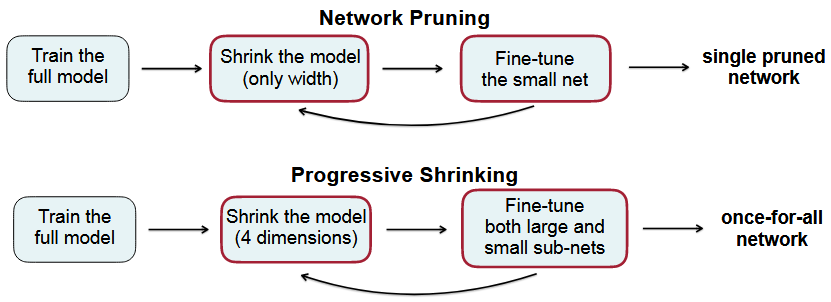 Network Pruning
Train the
full model
Shrink the model
(only width)
Fine-tune
the small net
single pruned
network
Progressive Shrinking
Train the
full model
Shrink the model
(4 dimensions)
Fine-tune
both large and
small sub-nets
once-for-all
network